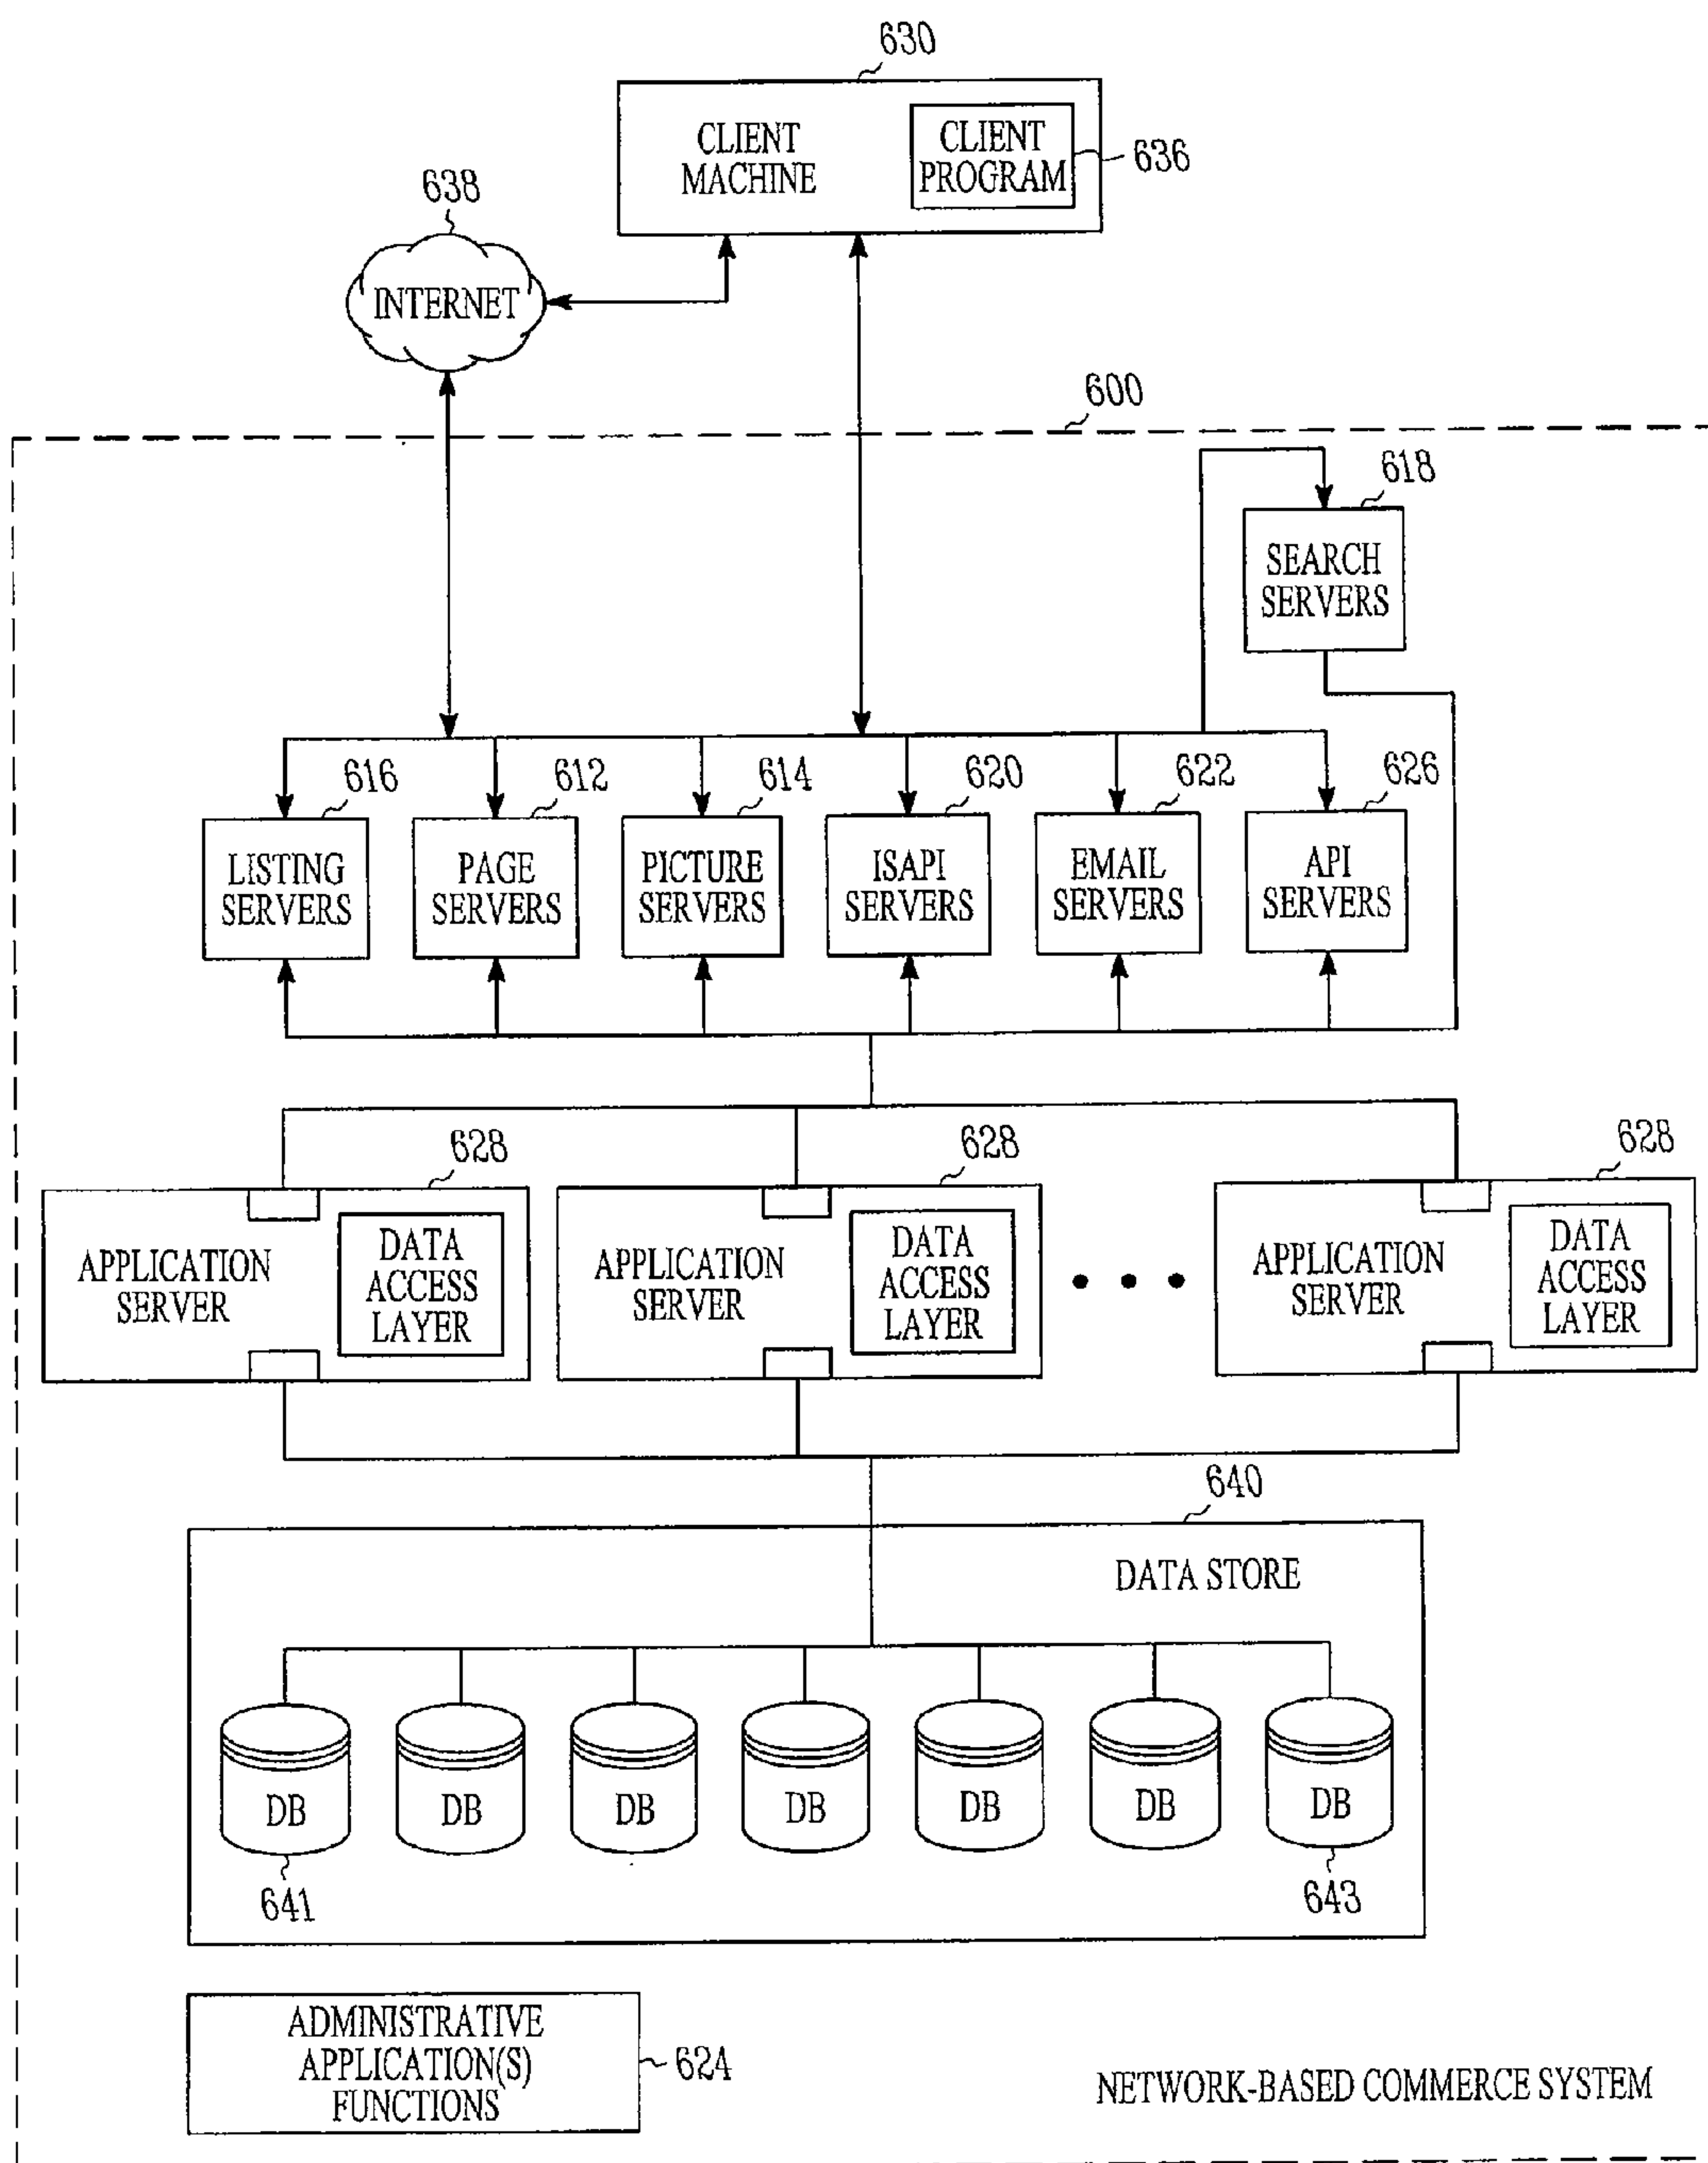 630
CLIENT
MACHINE
CLIENT
PROGRAM
636
638
INTERNET
600
618
SEARCH
SERVERS
616
612
614
620
622
626
LISTING
SERVERS
PAGE
SERVERS
PICTURE
SERVERS
ISAPI
SERVERS
EMAIL
SERVERS
API
SERVERS
628
628
628
APPLICATION
SERVER
DATA
ACCESS
LAYER
APPLICATION
SERVER
DATA
ACCESS
LAYER
APPLICATION
SERVER
DATA
ACCESS
LAYER
640
DATA STORE
DB
DB
DB
DB
DB
DB
DB
641
643
ADMINISTRATIVE
APPLICATION(S)
FUNCTIONS
624
NETWORK-BASED COMMERCE SYSTEM